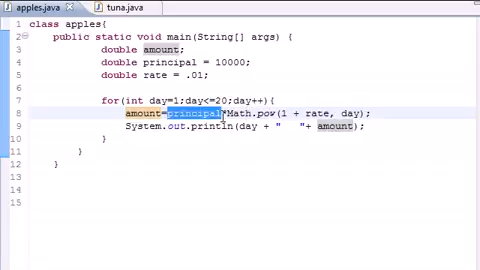 apples.java tuna.java
1 class apples{
2 public static void main(String[] args) {
3 double amount;
4 double principal = 10000;
5 double rate = .01;
6
7 for(int day=1;day<=20;day++){
8 amount=principal*Math.pow(1 + rate, day);
9 System.out.println(day + "   "+ amount);
10 }
11 }
12 }
13
14
15